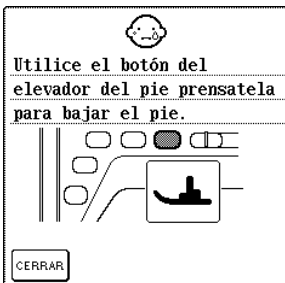 Utilice el botón del
elevador del pie prensatela
para bajar el pie.
CERRAR